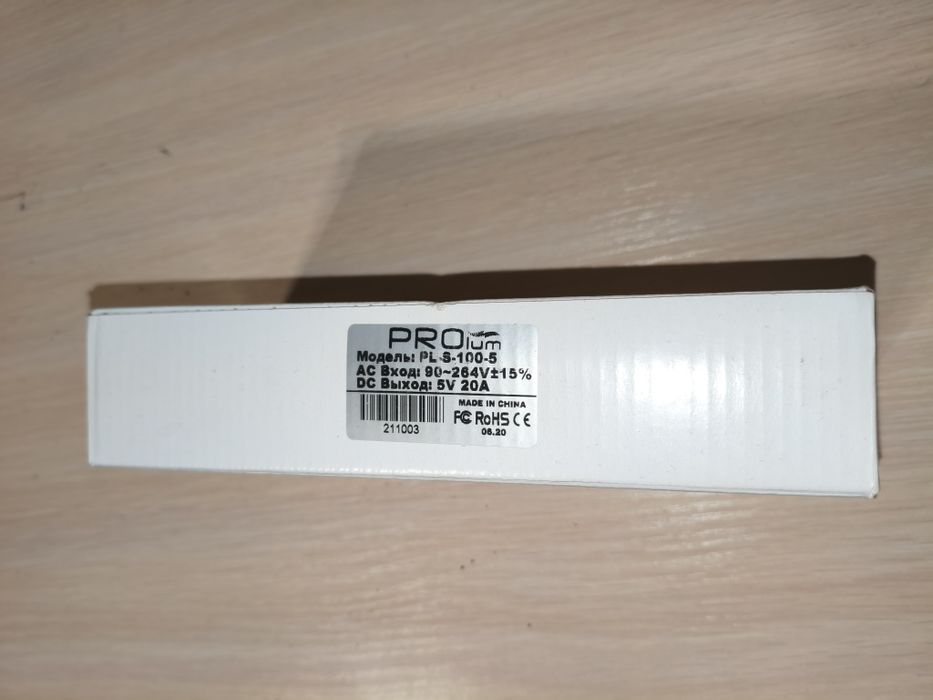 PROlum
Модель: PL-S-100-5
AC Вход: 90~264V±15%
DC Выход: 5V 20A
MADE IN CHINA
FC RoHS CE
211003
06.20